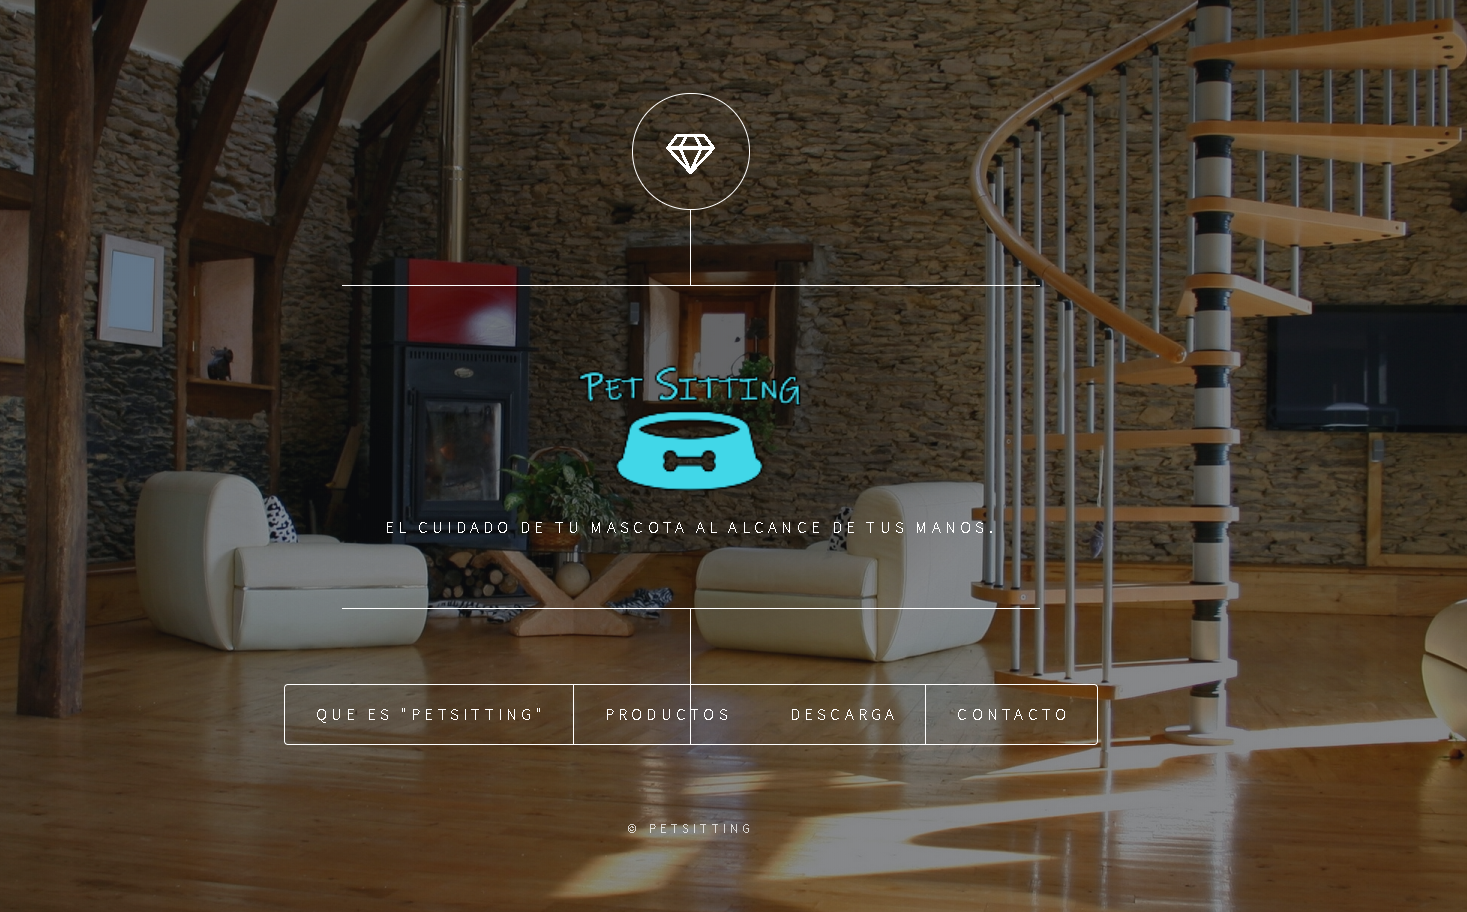 PET SITTING
EL CUIDADO DE TU MASCOTA AL ALCANCE DE TUS MANOS.
QUE ES "PETSITTING" PRODUCTOS DESCARGA CONTACTO
© PETSITTING